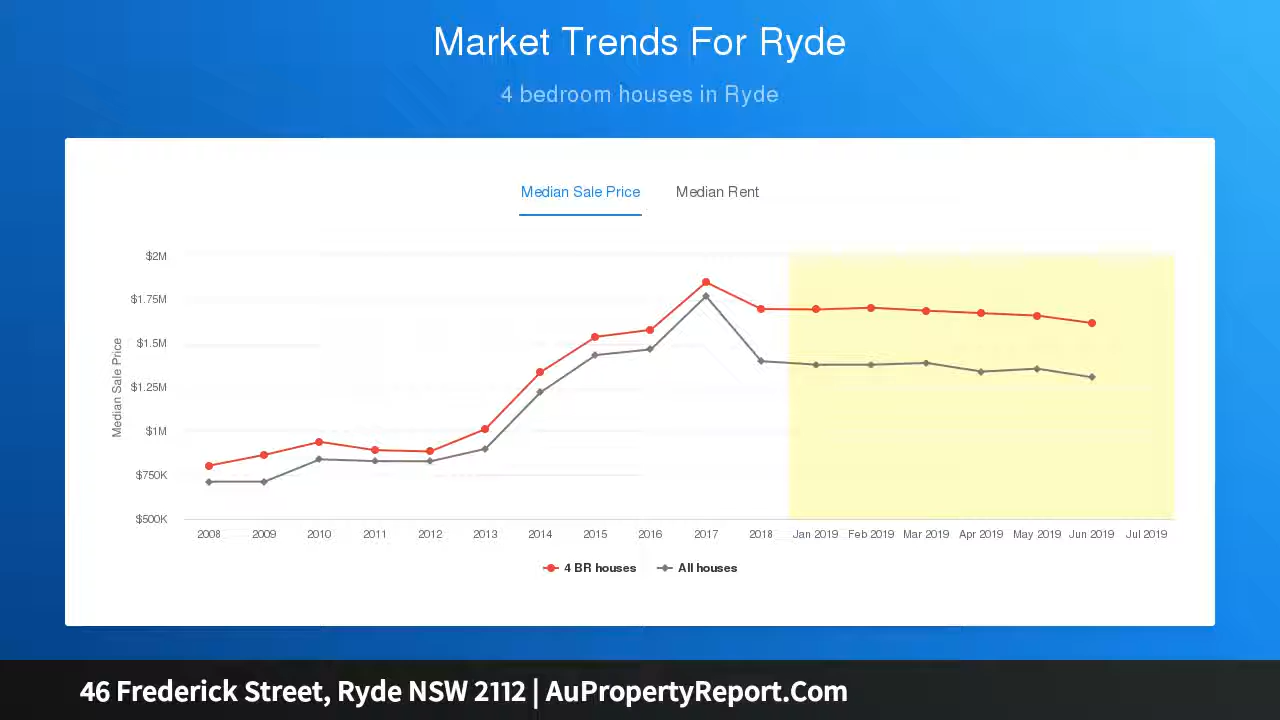 Market Trends For Ryde
4 bedroom houses in Ryde
Median Sale Price Median Rent
Median Sale Price
$2M
$1.75M
$1.5M
$1.25M
$1M
$750K
$500K
2008 2009 2010 2011 2012 2013 2014 2015 2016 2017 2018 Jan 2019 Feb 2019 Mar 2019 Apr 2019 May 2019 Jun 2019 Jul 2019
4 BR houses All houses
46 Frederick Street, Ryde NSW 2112 | AuPropertyReport.Com